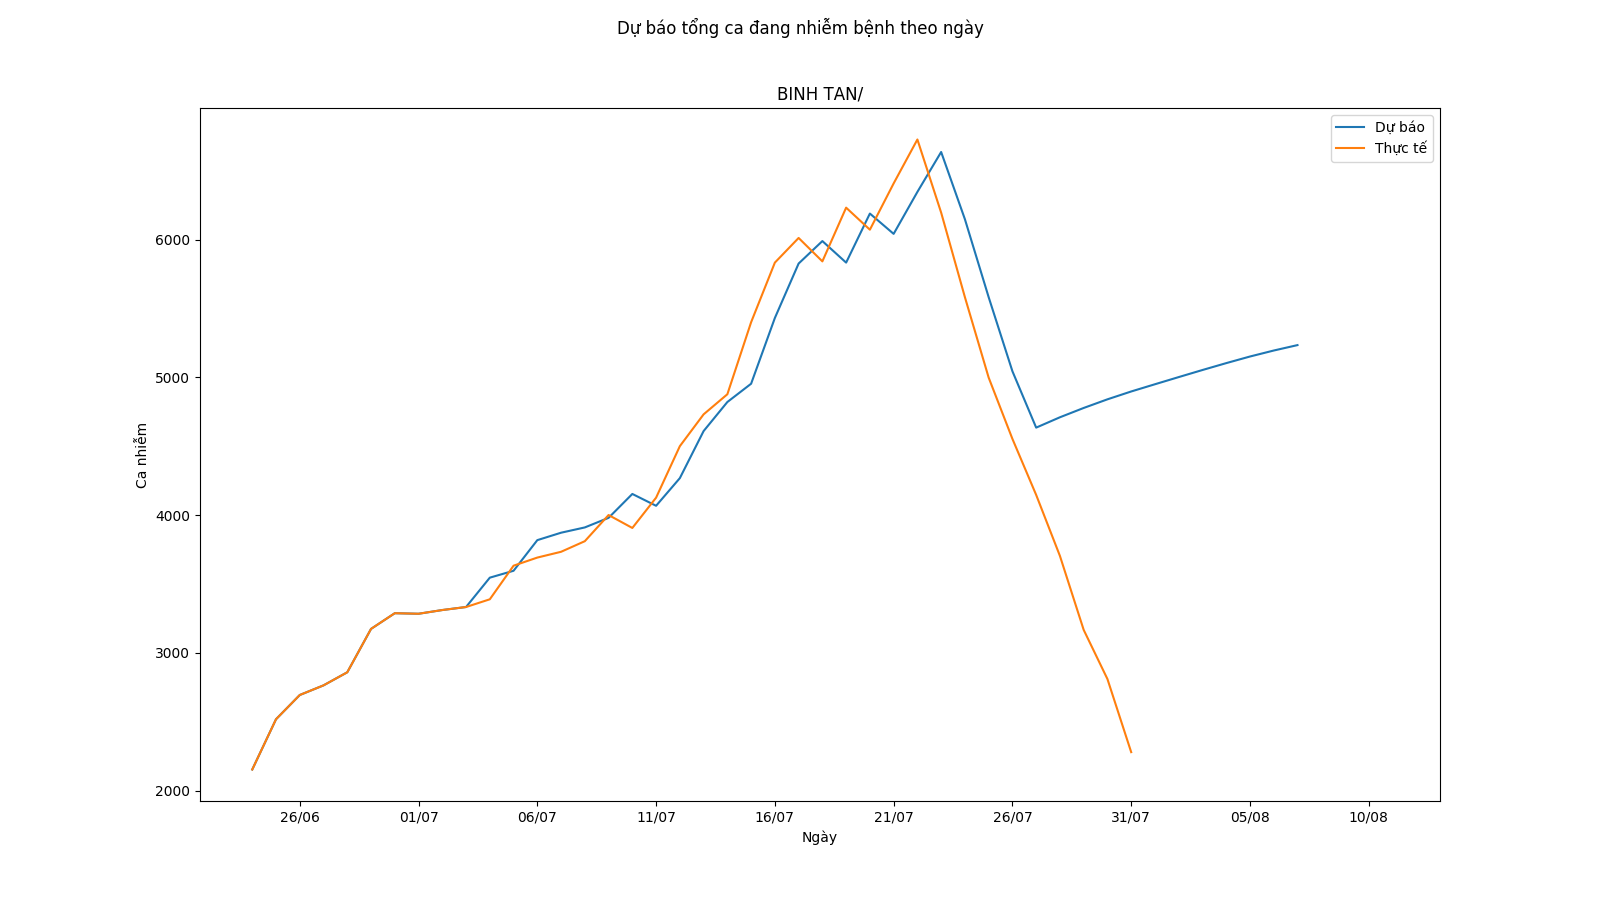 Dự báo tổng ca đang nhiễm bệnh theo ngày
BINH TAN/
Dự báo
Thực tế
Ca nhiễm
6000
5000
4000
3000
2000
26/06 01/07 06/07 11/07 16/07 21/07 26/07 31/07 05/08 10/08
Ngày